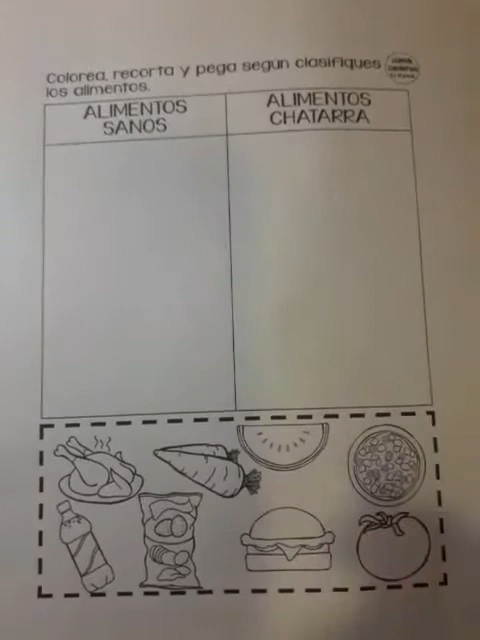 Colorea, recorta y pega según clasifiques
los alimentos.
ALIMENTOS
SANOS
ALIMENTOS
CHATARRA